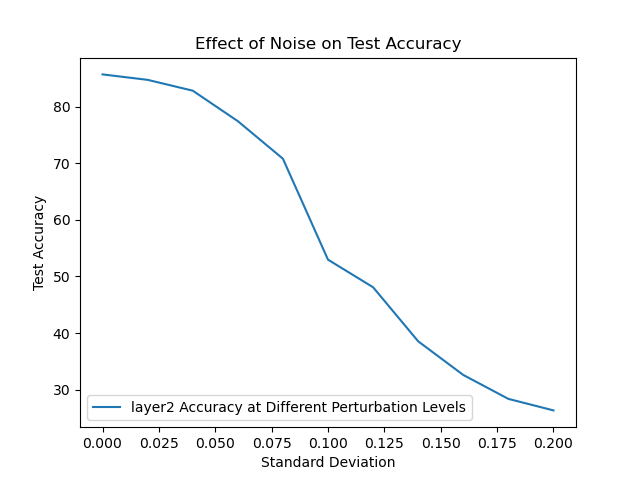 Effect of Noise on Test Accuracy
Test Accuracy
80
70
60
50
40
30
layer2 Accuracy at Different Perturbation Levels
0.000 0.025 0.050 0.075 0.100 0.125 0.150 0.175 0.200
Standard Deviation